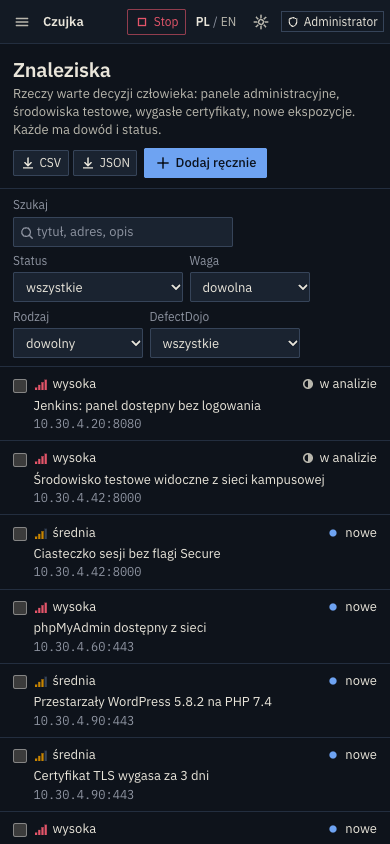 Czujka
Stop
PL / EN
Administrator
Znaleziska
Rzeczy warte decyzji człowieka: panele administracyjne,
środowiska testowe, wygasłe certyfikaty, nowe ekspozycje.
Każde ma dowód i status.
CSV
JSON
Dodaj ręcznie
Szukaj
tytuł, adres, opis
Status
Waga
wszystkie
dowolna
Rodzaj
DefectDojo
dowolny
wszystkie
wysoka
w analizie
Jenkins: panel dostępny bez logowania
10.30.4.20:8080
wysoka
w analizie
Środowisko testowe widoczne z sieci kampusowej
10.30.4.42:8000
średnia
nowe
Ciasteczko sesji bez flagi Secure
10.30.4.42:8000
wysoka
nowe
phpMyAdmin dostępny z sieci
10.30.4.60:443
średnia
nowe
Przestarzały WordPress 5.8.2 na PHP 7.4
10.30.4.90:443
średnia
nowe
Certyfikat TLS wygasa za 3 dni
10.30.4.90:443
wysoka
nowe